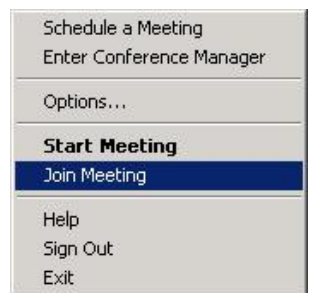 Schedule a Meeting
Enter Conference Manager
Options...
Start Meeting
Join Meeting
Help
Sign Out
Exit